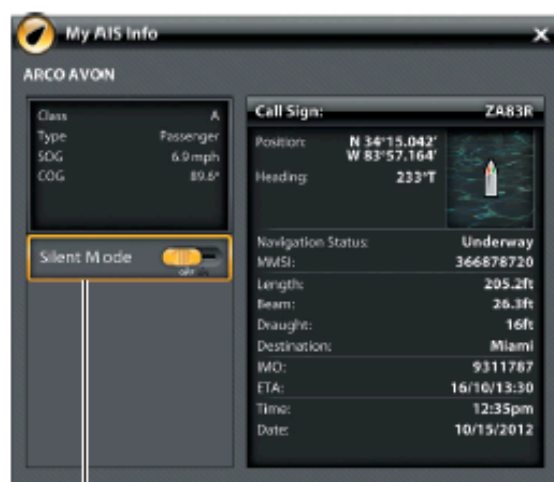 My AIS Info
ARCO AVON
Class A
Type Passenger
SOG 6.9mph
COG 89.6°
Silent Mode
OFF
Call Sign: ZA83R
Position: N 34°15.042'
W 83°57.164'
Heading: 233°T
Navigation Status: Underway
MMSI: 366878720
Length: 205.2ft
Beam: 26.3ft
Draught: 16ft
Destination: Miami
IMO: 9311787
ETA: 16/10/13:30
Time: 12:35pm
Date: 10/15/2012